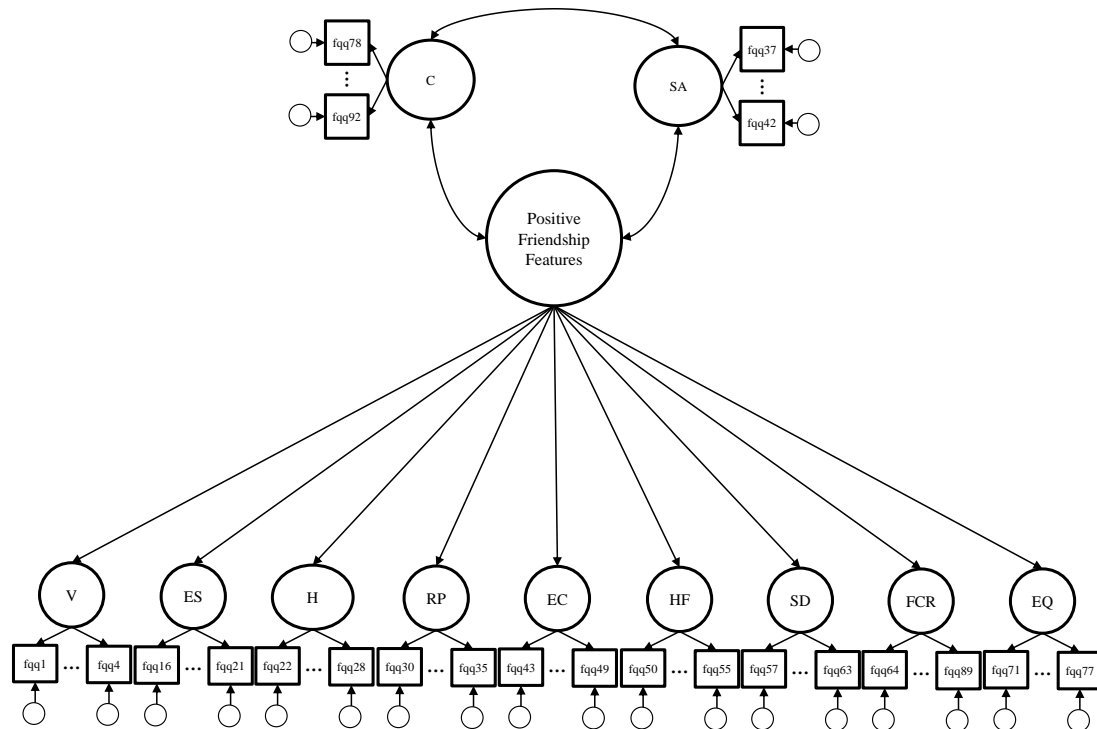 fqq78
C
fqq92
SA
fqq37
fqq42
Positive
Friendship
Features
V
ES
H
RP
EC
HF
SD
FCR
EQ
fqq1 ... fqq4
fqq16 ... fqq21
fqq22 ... fqq28
fqq30 ... fqq35
fqq43 ... fqq49
fqq50 ... fqq55
fqq57 ... fqq63
fqq64 ... fqq89
fqq71 ... fqq77